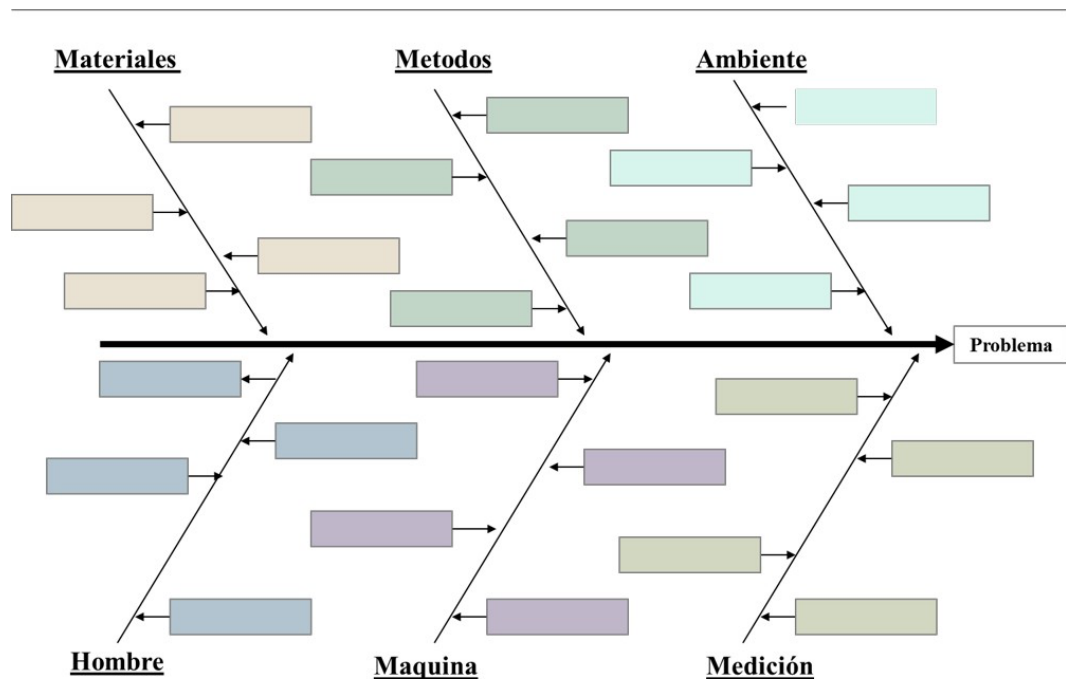 Materiales
Metodos
Ambiente
Problema
Hombre
Maquina
Medición